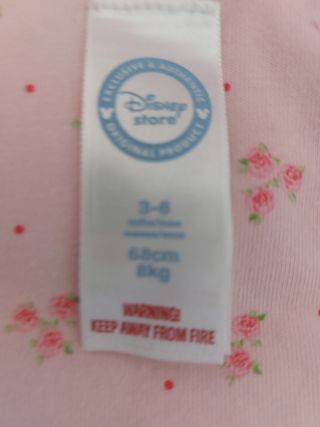 EXCLUSIVE & AUTHENTIC
Disney
store
ORIGINAL PRODUCT
3-6
68cm
8kg
WARNING!
KEEP AWAY FROM FIRE